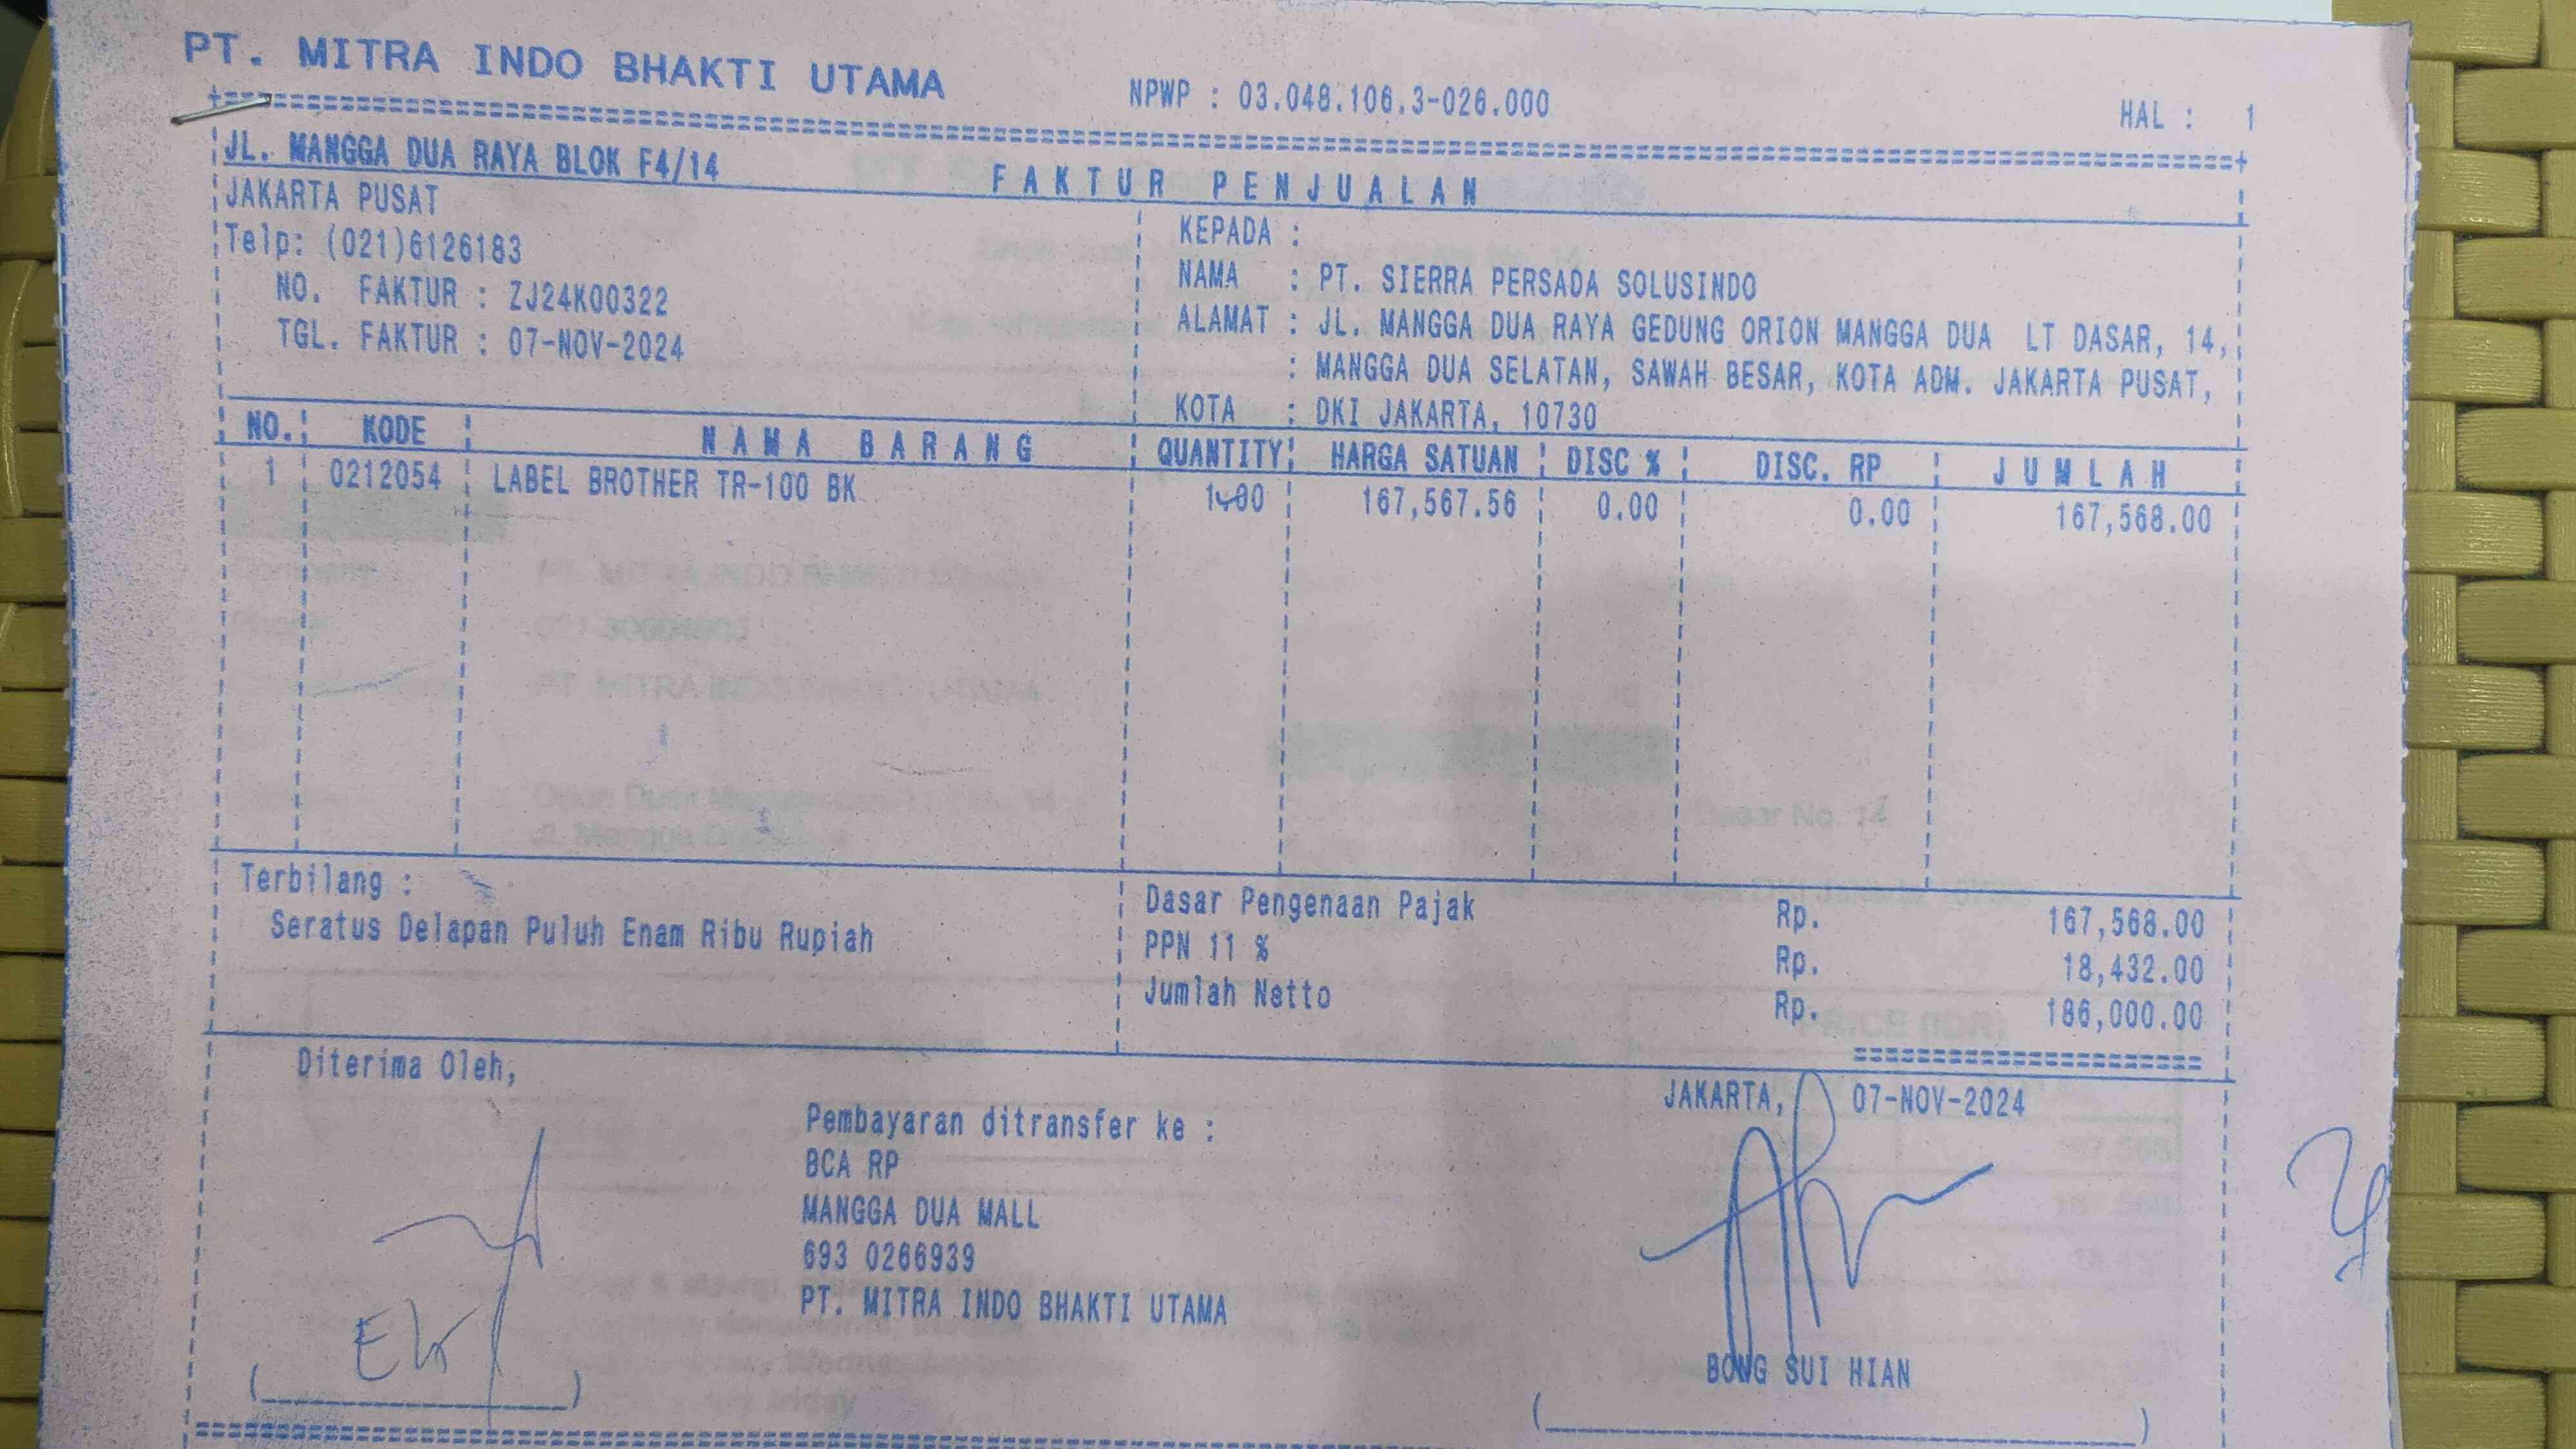 PT. MITRA INDO BHAKTI UTAMA
NPWP : 03.048.106.3-026.000
HAL : 1
JL. MANGGA DUA RAYA BLOK F4/14
FAKTUR PENJUALAN
JAKARTA PUSAT
Telp: (021)6126183
NO. FAKTUR : ZJ24K00322
TGL. FAKTUR : 07-NOV-2024
KEPADA :
NAMA : PT. SIERRA PERSADA SOLUSINDO
ALAMAT : JL. MANGGA DUA RAYA GEDUNG ORION MANGGA DUA LT DASAR, 14,
: MANGGA DUA SELATAN, SAWAH BESAR, KOTA ADM. JAKARTA PUSAT,
KOTA : DKI JAKARTA, 10730
NO. KODE NAMA BARANG QUANTITY HARGA SATUAN DISC % DISC. RP JUMLAH
1 0212054 LABEL BROTHER TR-100 BK 1.00 167,567.56 0.00 0.00 167,568.00
Terbilang :
Seratus Delapan Puluh Enam Ribu Rupiah
Dasar Pengenaan Pajak Rp. 167,568.00
PPN 11 % Rp. 18,432.00
Jumlah Netto Rp. 186,000.00
Diterima Oleh,
Pembayaran ditransfer ke :
BCA RP
MANGGA DUA MALL
693 0266939
PT. MITRA INDO BHAKTI UTAMA
JAKARTA, 07-NOV-2024
BONG SUI HIAN